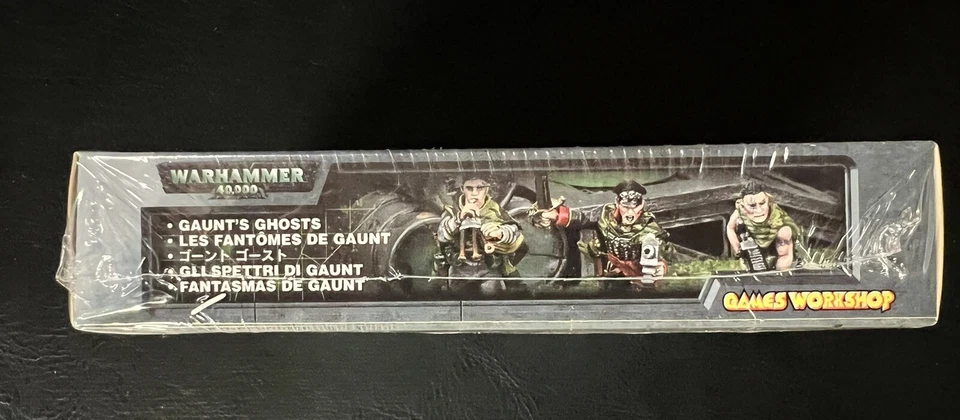 WARHAMMER
40,000
• GAUNT'S GHOSTS
• LES FANTÔMES DE GAUNT
• ゴーント ゴースト
• GLI SPETTRI DI GAUNT
• FANTASMAS DE GAUNT
GAMES WORKSHOP